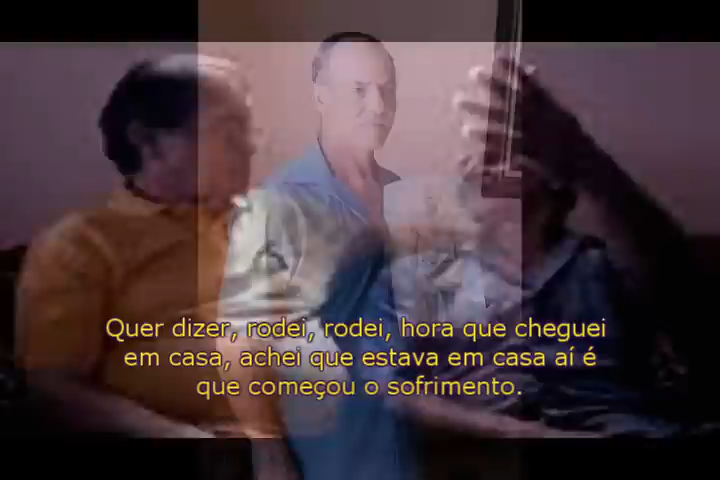 Quer dizer, rodei, rodei, hora que cheguei
em casa, achei que estava em casa aí é
que começou o sofrimento.